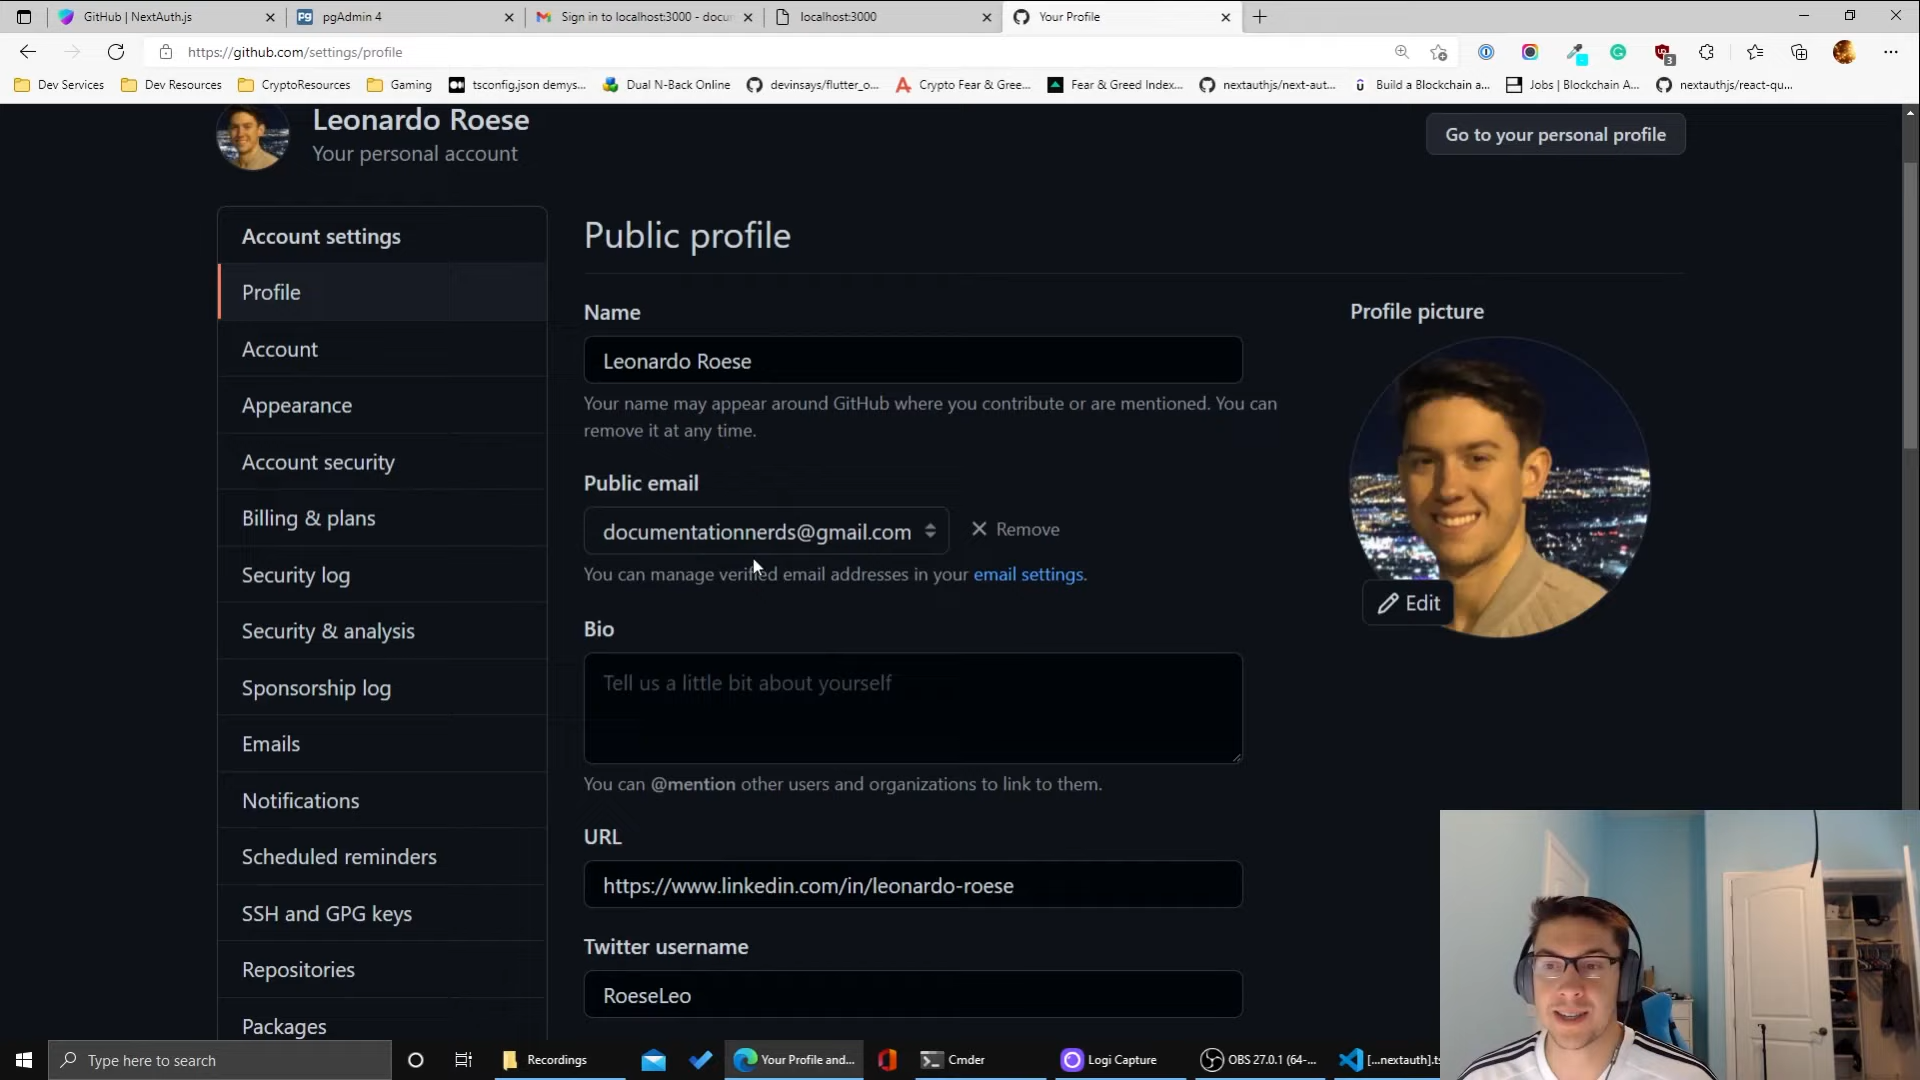 GitHub | NextAuth.js
pgAdmin 4
Sign in to localhost:3000 - docum
localhost:3000
Your Profile
https://github.com/settings/profile
3
Dev Services
Dev Resources
CryptoResources
Gaming
tsconfig.json demys...
Dual N-Back Online
devinsays/flutter_o...
Crypto Fear & Gree...
Fear & Greed Index...
nextauthjs/next-aut...
Build a Blockchain a...
Jobs | Blockchain A...
nextauthjs/react-qu...
Leonardo Roese
Your personal account
Go to your personal profile
Account settings
Profile
Account
Appearance
Account security
Billing & plans
Security log
Security & analysis
Sponsorship log
Emails
Notifications
Scheduled reminders
SSH and GPG keys
Repositories
Packages
Public profile
Name
Leonardo Roese
Your name may appear around GitHub where you contribute or are mentioned. You can
remove it at any time.
Public email
documentationnerds@gmail.com
Remove
You can manage verified email addresses in your email settings.
Bio
Tell us a little bit about yourself
You can @mention other users and organizations to link to them.
URL
https://www.linkedin.com/in/leonardo-roese
Twitter username
RoeseLeo
Profile picture
Edit
Type here to search
Recordings
Your Profile and...
Cmder
Logi Capture
OBS 27.0.1 (64-...
[...nextauth].ts